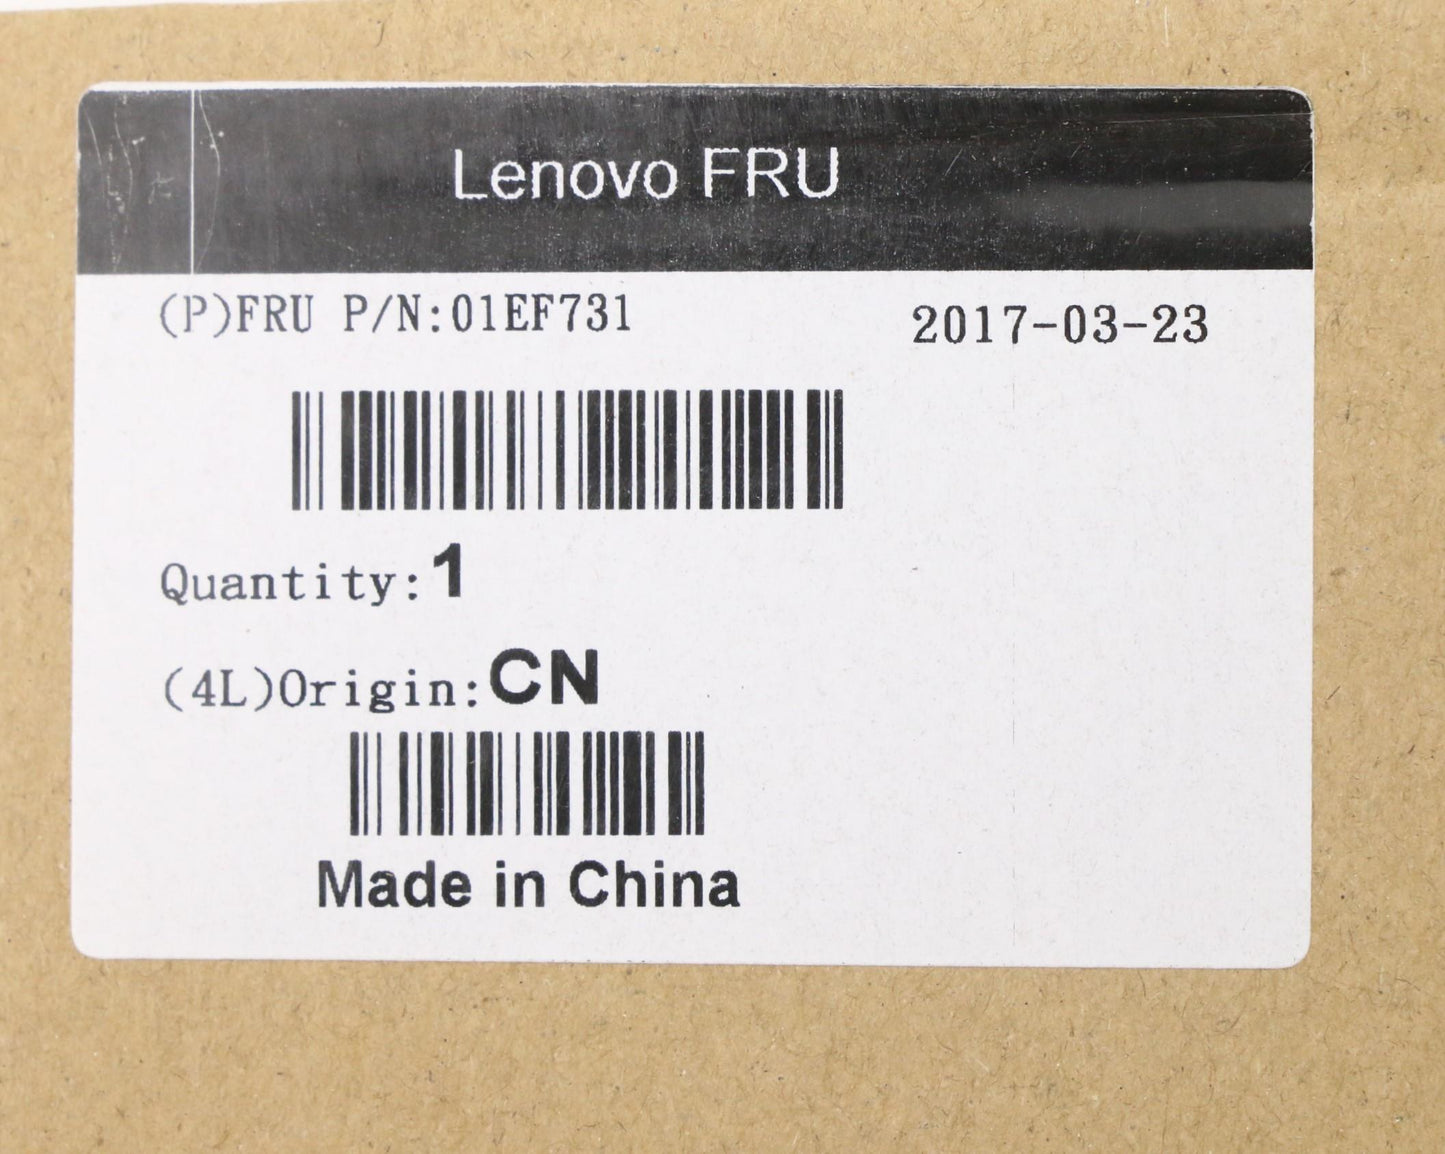 Lenovo FRU
(P)FRU P/N:01EF731
2017-03-23
Quantity:1
(4L)Origin:CN
Made in China